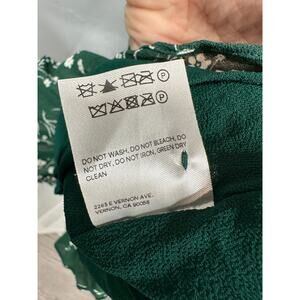 P
P
DO NOT WASH, DO NOT BLEACH, DO
NOT DRY, DO NOT IRON, GREEN DRY
CLEAN
2263 E VERNON AVE.
VERNON, CA 90058